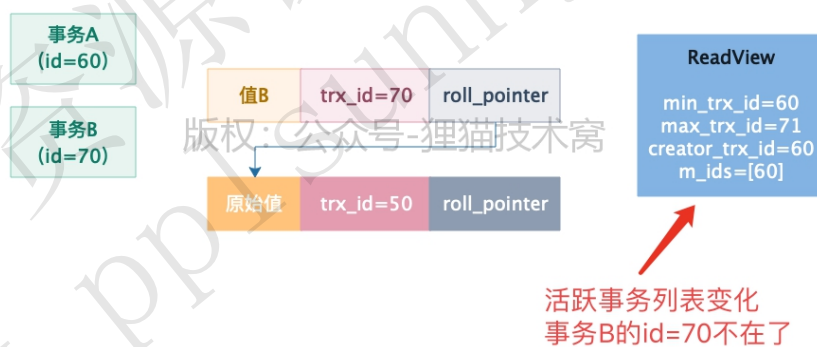 事务A
(id=60)
事务B
(id=70)
值B
trx_id=70
roll_pointer
版权：公众号-狸猫技术窝
原始值
trx_id=50
roll_pointer
ReadView
min_trx_id=60
max_trx_id=71
creator_trx_id=60
m_ids=[60]
活跃事务列表变化
事务B的id=70不在了